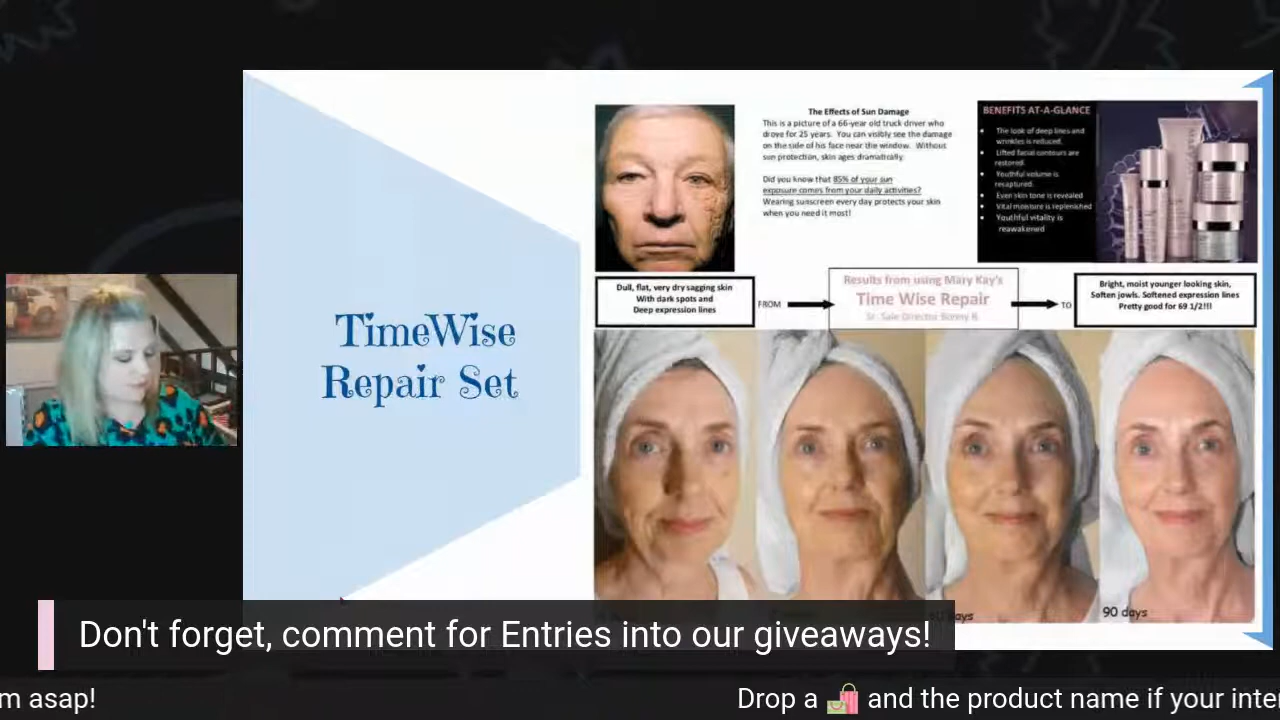 The Effects of Sun Damage
This is a picture of a 66-year old truck driver who
drove for 25 years. You can visibly see the damage
on the side of his face near the window. Without
sun protection, skin ages dramatically
Did you know that 85% of your sun
exposure comes from your daily activities?
Wearing sunscreen every day protects your skin
when you need it most!
BENEFITS AT-A-GLANCE
The look of deep lines and
wrinkles is reduced.
Lifted facial contours are
restored.
Youthful volume is
recaptured.
Even skin tone is revealed
Vital moisture is replenished
Youthful vitality is
reawakened
Dull, flat, very dry sagging skin
With dark spots and
Deep expression lines
FROM
Results from using Mary Kay's
Time Wise Repair
Sr. Sale Director Bunny R.
TO
Bright, moist younger looking skin,
Soften jowls. Softened expression lines
Pretty good for 69 1/2!!!
TimeWise
Repair Set
days
90 days
Don't forget, comment for Entries into our giveaways!
m asap!
Drop a 🛍️ and the product name if your inte